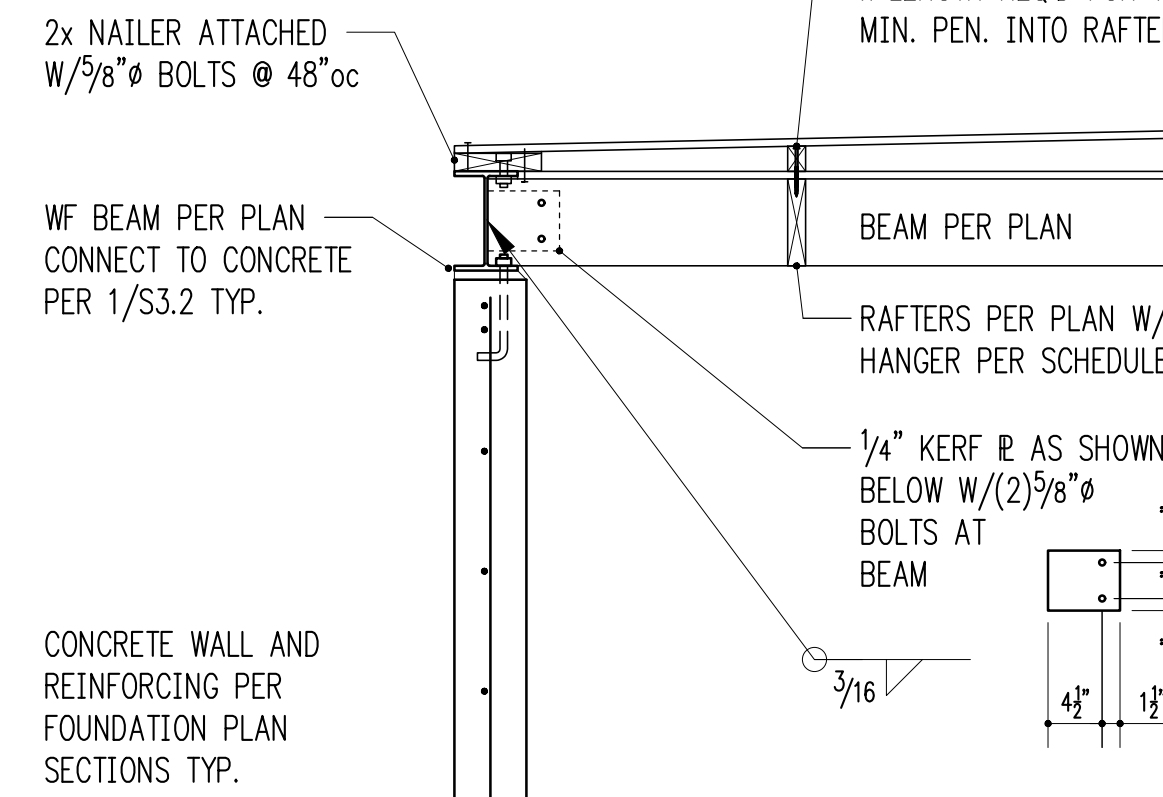 2x NAILER ATTACHED
W/5/8"ø BOLTS @ 48"oc
MIN. PEN. INTO
WF BEAM PER PLAN
CONNECT TO CONCRETE
PER 1/S3.2 TYP.
BEAM PER PLAN
RAFTERS PER PLAN W/
HANGER PER SCHEDULE
1/4" KERF ⅊ AS SHOWN
BELOW W/(2)5/8"ø
BOLTS AT
BEAM
3/16
4½"
1½"
CONCRETE WALL AND
REINFORCING PER
FOUNDATION PLAN
SECTIONS TYP.